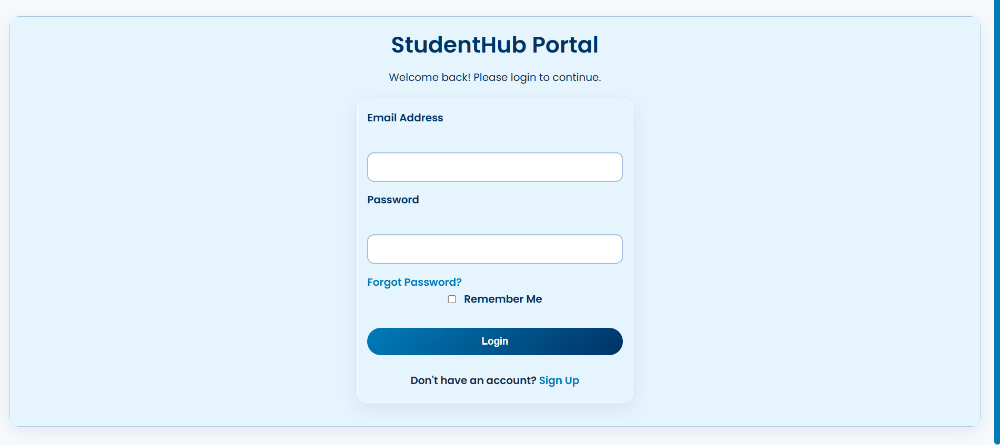 StudentHub Portal
Welcome back! Please login to continue.
Email Address
Password
Forgot Password?
Remember Me
Login
Don't have an account? Sign Up